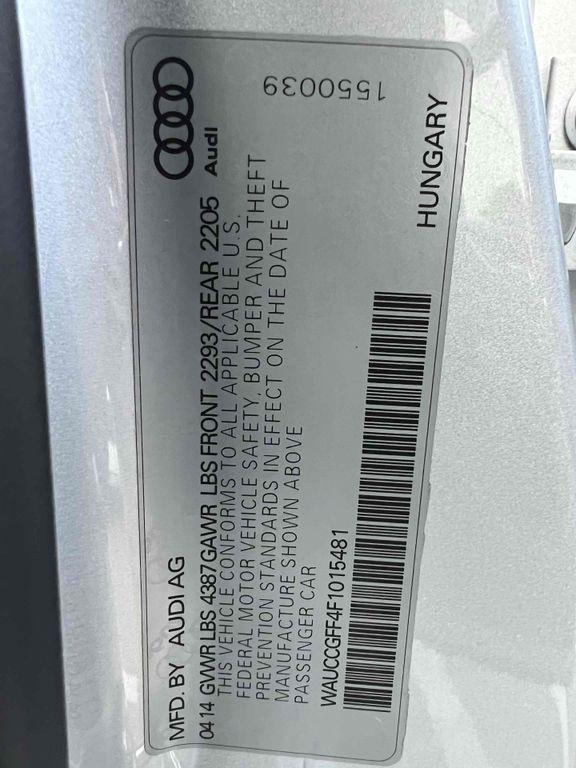 MFD. BY AUDI AG
Audi
0414 GVWR LBS 4387 GAWR LBS FRONT 2293/REAR 2205
THIS VEHICLE CONFORMS TO ALL APPLICABLE U.S.
FEDERAL MOTOR VEHICLE SAFETY, BUMPER AND THEFT
PREVENTION STANDARDS IN EFFECT ON THE DATE OF
MANUFACTURE SHOWN ABOVE
PASSENGER CAR
1550039
WAUCCGFF4F1015481
HUNGARY